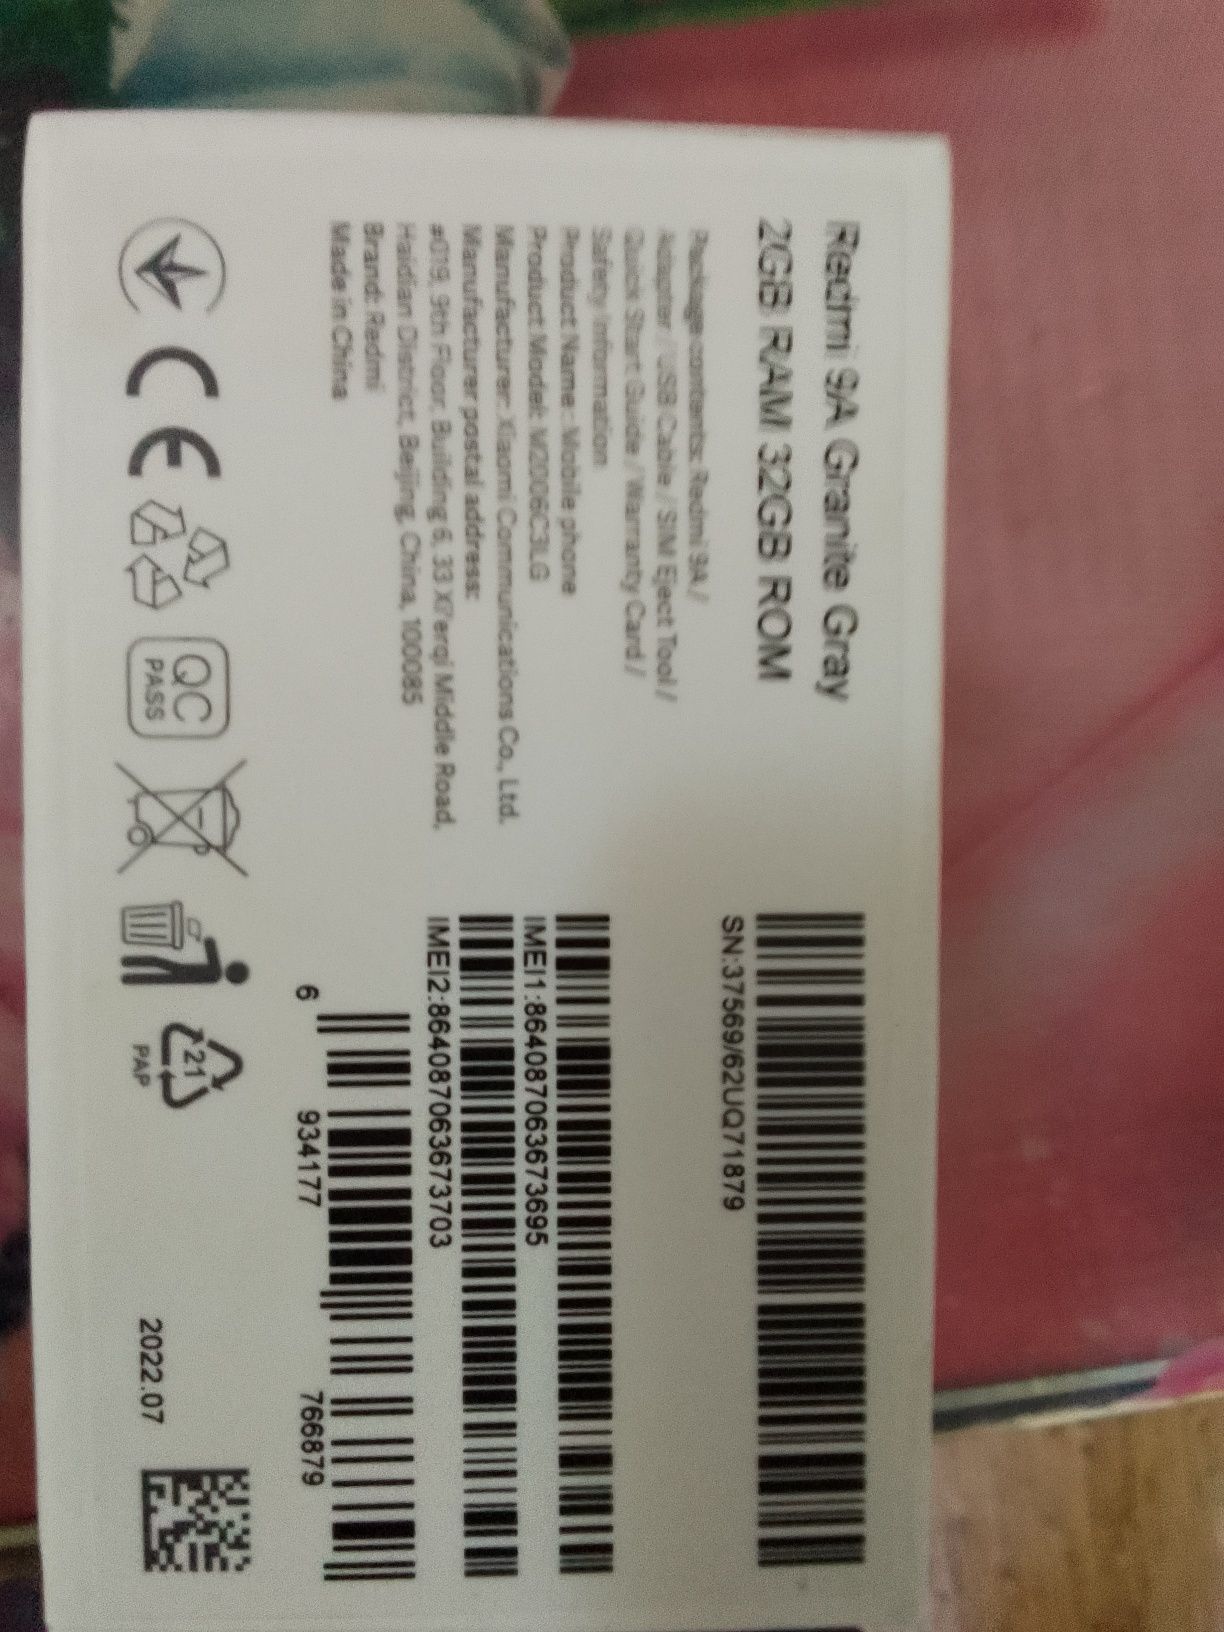 Redmi 9A Granite Gray
2GB RAM 32GB ROM
Package contents: Redmi 9A /
Adapter / USB Cable / SIM Eject Tool /
Quick Start Guide / Warranty Card /
Safety Information
Product Name: Mobile phone
Product Model: M2006C3LG
Manufacturer: Xiaomi Communications Co., Ltd.
Manufacturer postal address:
#019, 9th Floor, Building 6, 33 Xi'erqi Middle Road,
Haidian District, Beijing, China, 100085
Brand: Redmi
Made in China
SN:37569/62UQ71879
IMEI1:864087063673695
IMEI2:864087063673703
6 934177 766879
CE
QC
PASS
21
PAP
2022.07